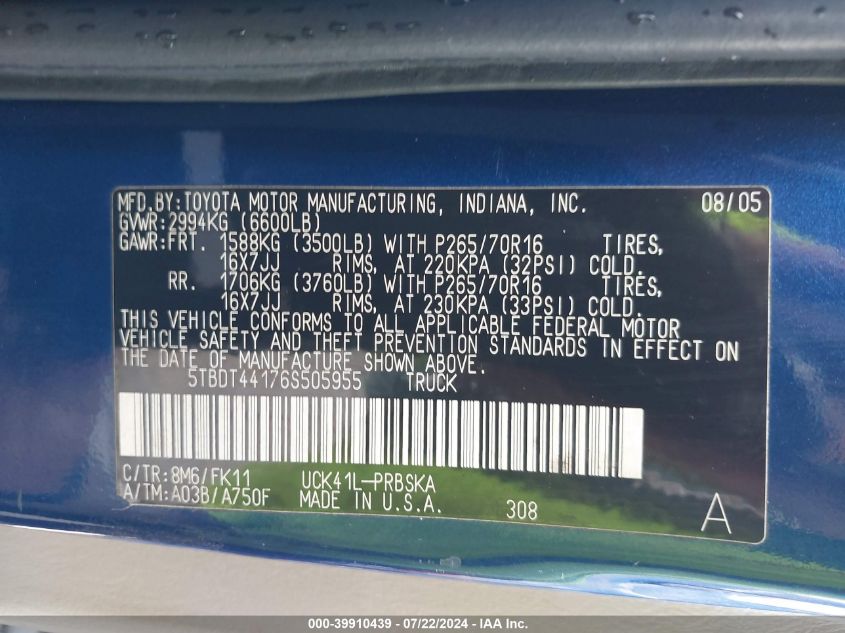 MFD.BY:TOYOTA MOTOR MANUFACTURING, INDIANA, INC. 08/05
GVWR:2994KG (6600LB)
GAWR:FRT. 1588KG (3500LB) WITH P265/70R16 TIRES,
16X7JJ RIMS, AT 220KPA (32PSI) COLD.
RR. 1706KG (3760LB) WITH P265/70R16 TIRES,
16X7JJ RIMS, AT 230KPA (33PSI) COLD.
THIS VEHICLE CONFORMS TO ALL APPLICABLE FEDERAL MOTOR
VEHICLE SAFETY AND THEFT PREVENTION STANDARDS IN EFFECT ON
THE DATE OF MANUFACTURE SHOWN ABOVE.
5TBDT44176S505955 TRUCK
C/TR:8M6/FK11 UCK41L-PRBSKA
A/TM:A03B/A750F MADE IN U.S.A. 308 A
000-39910439 - 07/22/2024 - IAA Inc.